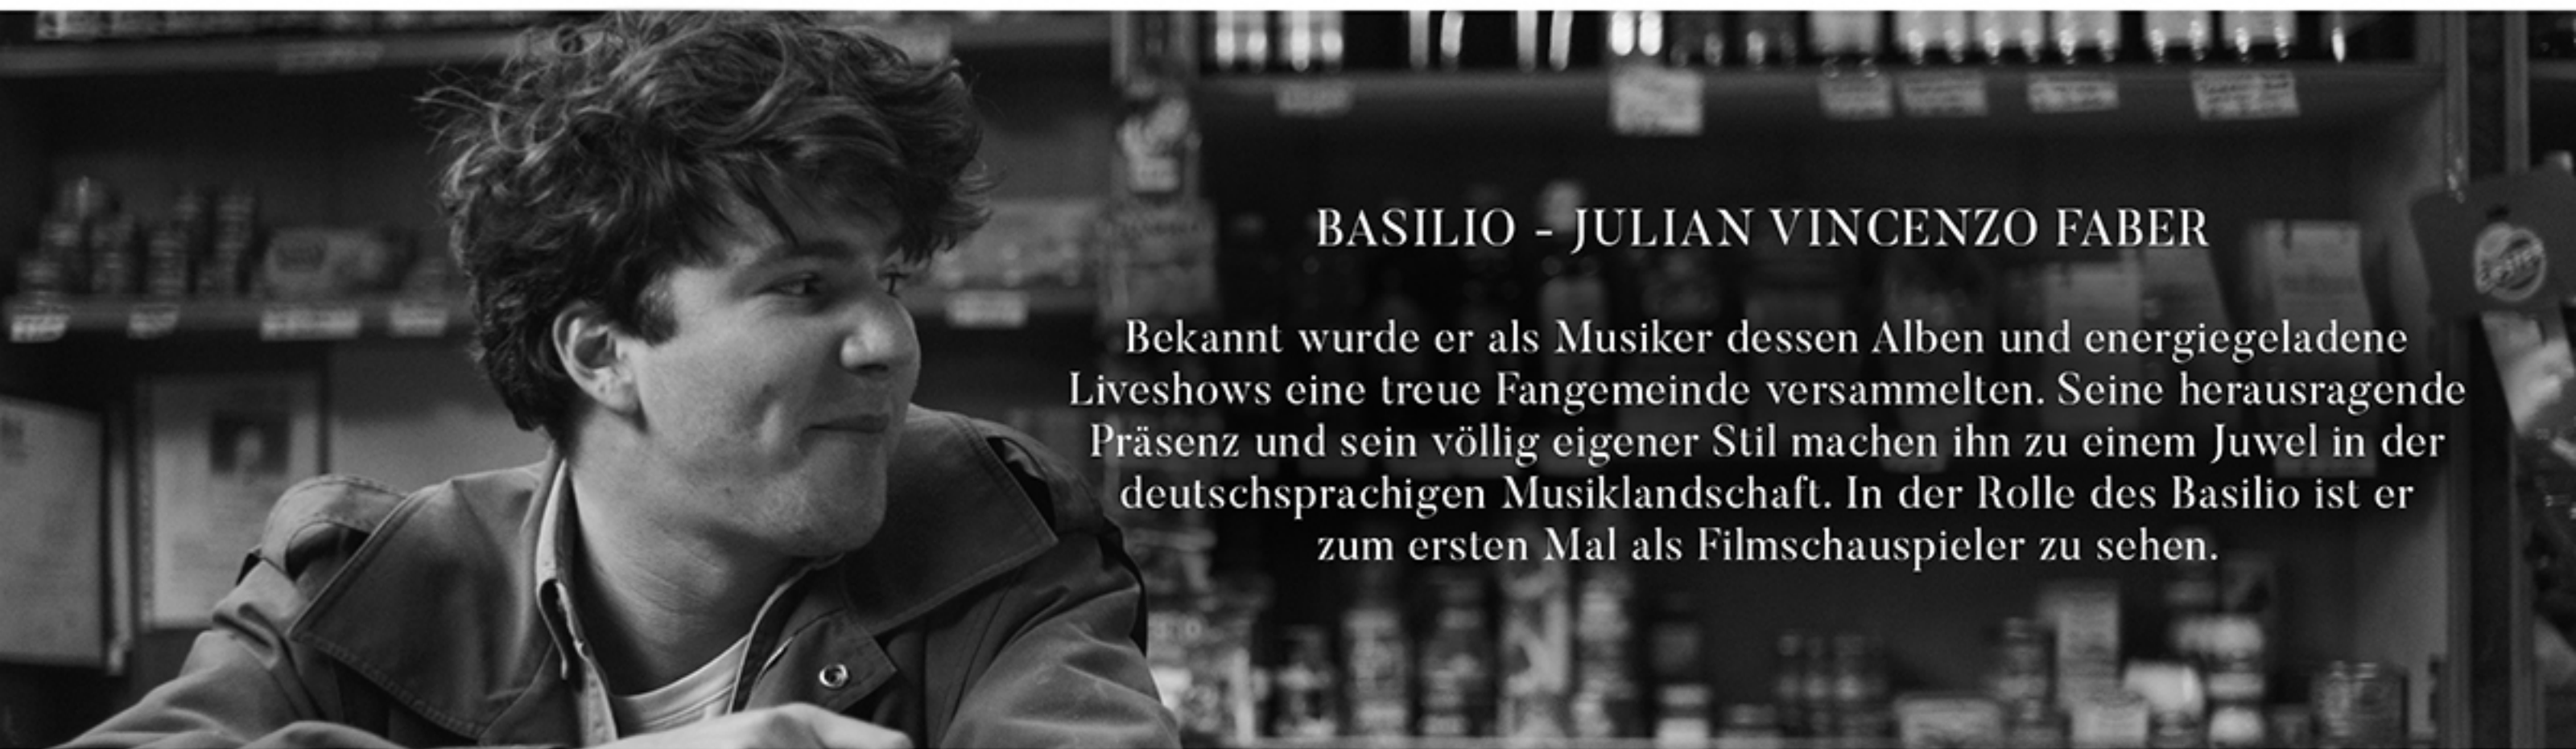 BASILIO - JULIAN VINCENZO FABER
Bekannt wurde er als Musiker dessen Alben und energiegeladene
Liveshows eine treue Fangemeinde versammelten. Seine herausragende
Präsenz und sein völlig eigener Stil machen ihn zu einem Juwel in der
deutschsprachigen Musiklandschaft. In der Rolle des Basilio ist er
zum ersten Mal als Filmschauspieler zu sehen.